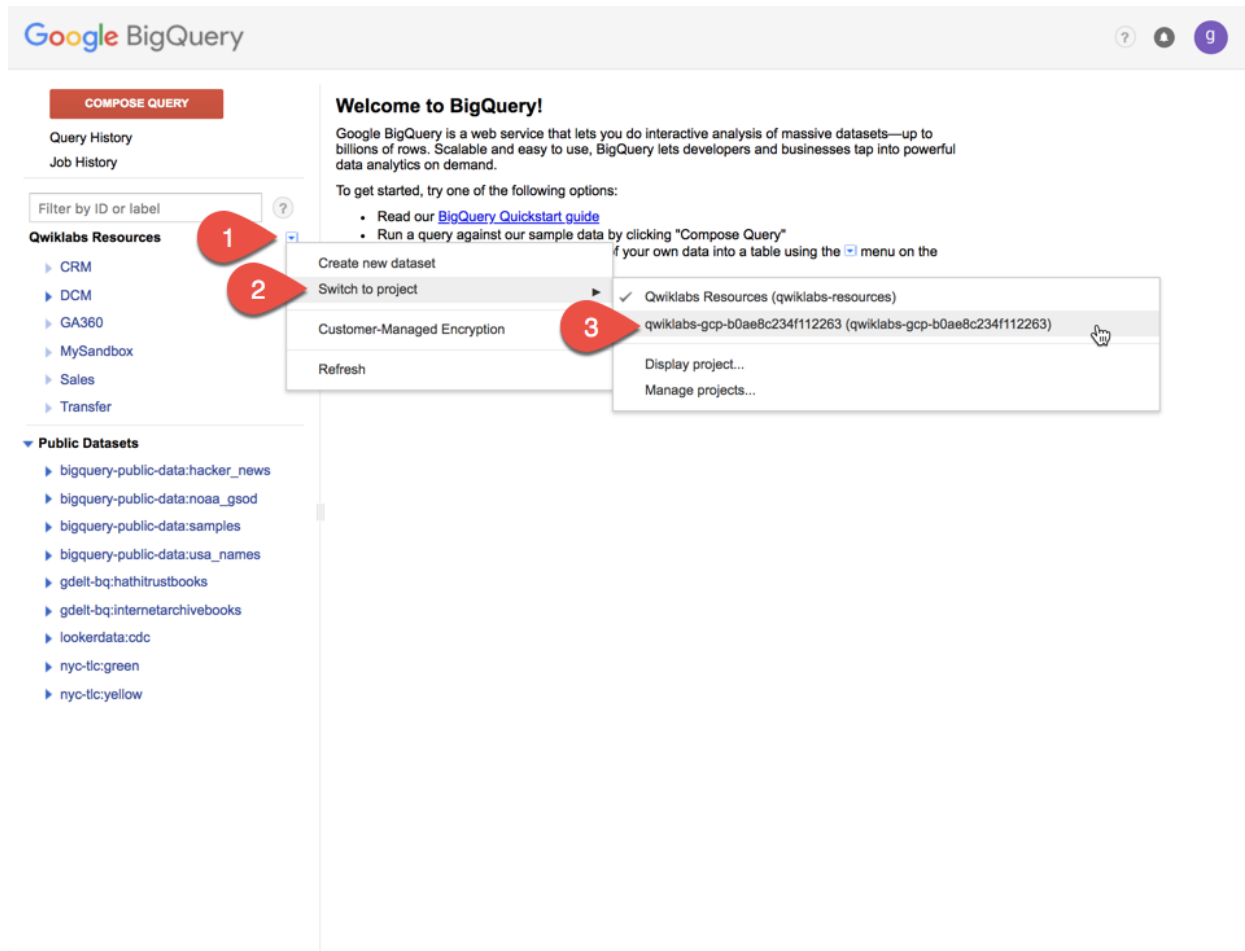 Google BigQuery
? g
COMPOSE QUERY
Query History
Job History
Filter by ID or label ?
Qwiklabs Resources
CRM
DCM
GA360
MySandbox
Sales
Transfer
Public Datasets
bigquery-public-data:hacker_news
bigquery-public-data:noaa_gsod
bigquery-public-data:samples
bigquery-public-data:usa_names
gdelt-bq:hathitrustbooks
gdelt-bq:internetarchivebooks
lookerdata:cdc
nyc-tlc:green
nyc-tlc:yellow
Welcome to BigQuery!
Google BigQuery is a web service that lets you do interactive analysis of massive datasets—up to
billions of rows. Scalable and easy to use, BigQuery lets developers and businesses tap into powerful
data analytics on demand.
To get started, try one of the following options:
• Read our BigQuery Quickstart guide
• Run a query against our sample data by clicking "Compose Query"
of your own data into a table using the menu on the
1
Create new dataset
2 Switch to project
Customer-Managed Encryption
Refresh
Qwiklabs Resources (qwiklabs-resources)
3 qwiklabs-gcp-b0ae8c234f112263 (qwiklabs-gcp-b0ae8c234f112263)
Display project...
Manage projects...